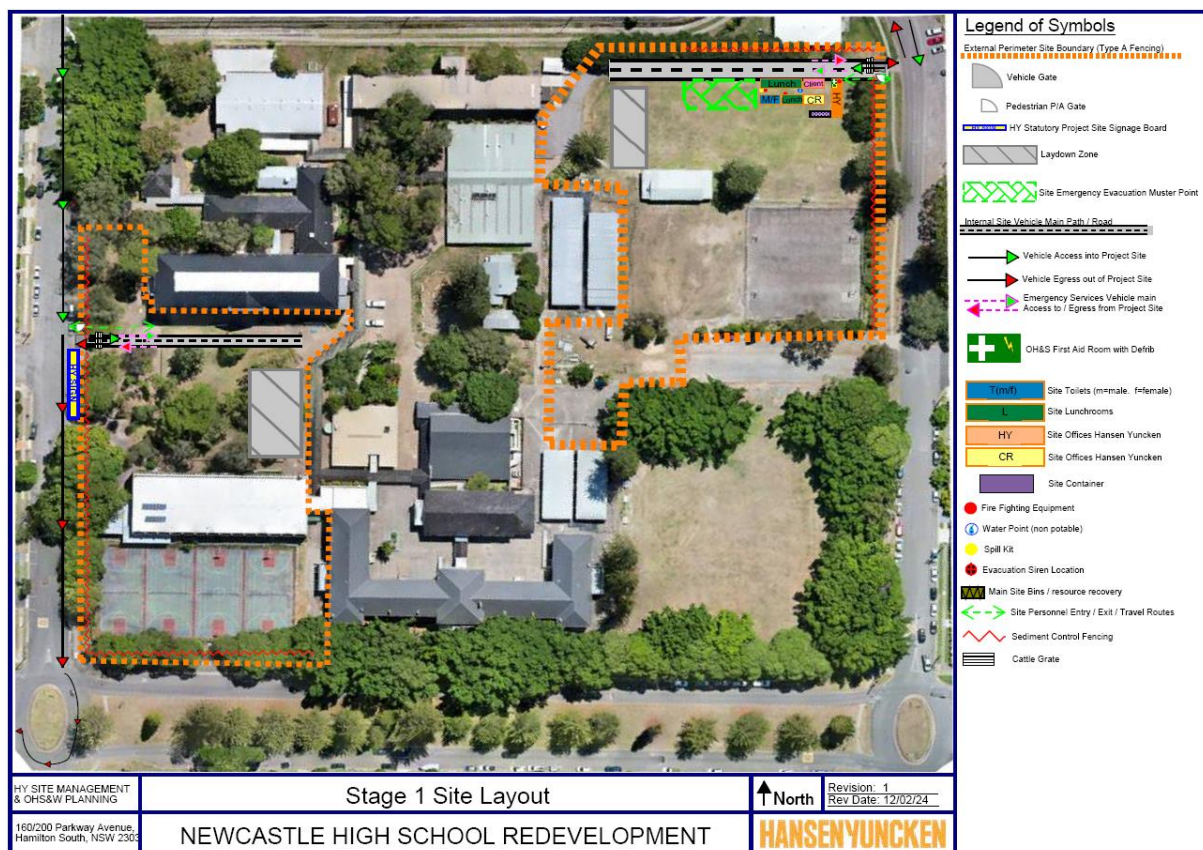 Legend of Symbols
External Perimeter Site Boundary (Type A Fencing)
Vehicle Gate
Pedestrian P/A Gate
HY Statutory Project Site Signage Board
Laydown Zone
Site Emergency Evacuation Muster Point
Internal Site Vehicle Main Path / Road
Vehicle Access into Project Site
Vehicle Egress out of Project Site
Emergency Services Vehicle main
Access to / Egress from Project Site
OH&S First Aid Room with Defrib
T(m/f)
Site Toilets (m=male. f=female)
L
Site Lunchrooms
HY
Site Offices Hansen Yuncken
CR
Site Offices Hansen Yuncken
Site Container
Fire Fighting Equipment
Water Point (non potable)
Spill Kit
Evacuation Siren Location
Main Site Bins / resource recovery
Site Personnel Entry / Exit / Travel Routes
Sediment Control Fencing
Cattle Grate
Lunch
Client
M/F
Lunch
CR
HY
HY SITE MANAGEMENT
& OHS&W PLANNING
Stage 1 Site Layout
North
Revision: 1
Rev Date: 12/02/24
160/200 Parkway Avenue,
Hamilton South, NSW 2303
NEWCASTLE HIGH SCHOOL REDEVELOPMENT
HANSEN YUNCKEN